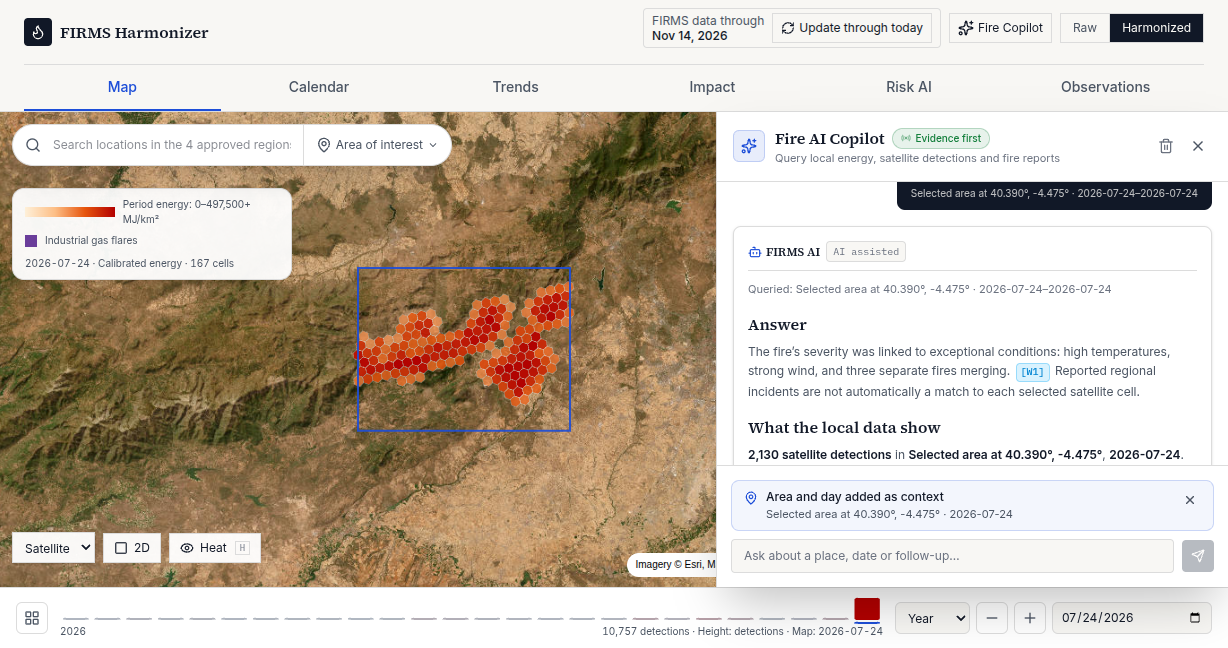 FIRMS Harmonizer
FIRMS data through
Nov 14, 2026
Update through today
Fire Copilot
Raw
Harmonized
Map
Calendar
Trends
Impact
Risk AI
Observations
Search locations in the 4 approved regions
Area of interest
Period energy: 0–497,500+
MJ/km²
Industrial gas flares
2026-07-24 · Calibrated energy · 167 cells
Satellite
2D
Heat H
Imagery © Esri, M
Fire AI Copilot
Evidence first
Query local energy, satellite detections and fire reports
Selected area at 40.390°, -4.475° · 2026-07-24–2026-07-24
FIRMS AI
AI assisted
Queried: Selected area at 40.390°, -4.475° · 2026-07-24–2026-07-24
Answer
The fire’s severity was linked to exceptional conditions: high temperatures,
strong wind, and three separate fires merging. [W1] Reported regional
incidents are not automatically a match to each selected satellite cell.
What the local data show
2,130 satellite detections in Selected area at 40.390°, -4.475°, 2026-07-24.
Area and day added as context
Selected area at 40.390°, -4.475° · 2026-07-24
Ask about a place, date or follow-up...
2026
10,757 detections · Height: detections · Map: 2026-07-24
Year
07/24/2026